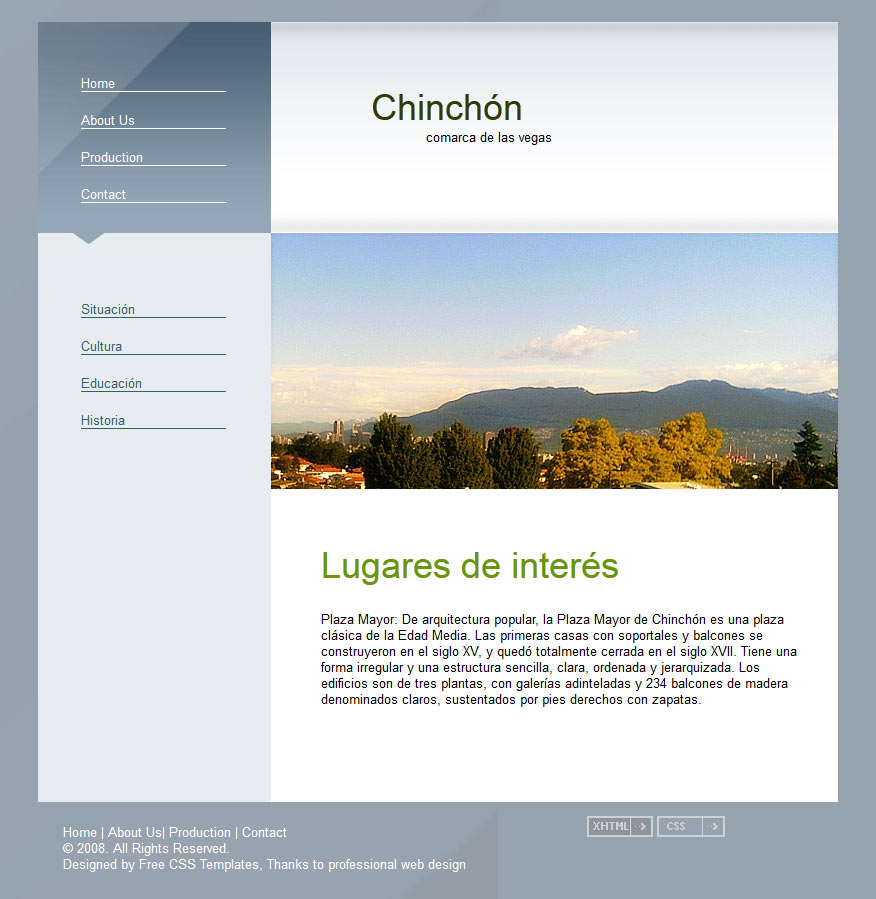 Home
About Us
Production
Contact
Chinchón
comarca de las vegas
Situación
Cultura
Educación
Historia
Lugares de interés
Plaza Mayor: De arquitectura popular, la Plaza Mayor de Chinchón es una plaza
clásica de la Edad Media. Las primeras casas con soportales y balcones se
construyeron en el siglo XV, y quedó totalmente cerrada en el siglo XVII. Tiene una
forma irregular y una estructura sencilla, clara, ordenada y jerarquizada. Los
edificios son de tres plantas, con galerías adinteladas y 234 balcones de madera
denominados claros, sustentados por pies derechos con zapatas.
Home | About Us| Production | Contact
© 2008. All Rights Reserved.
Designed by Free CSS Templates, Thanks to professional web design
XHTML
CSS